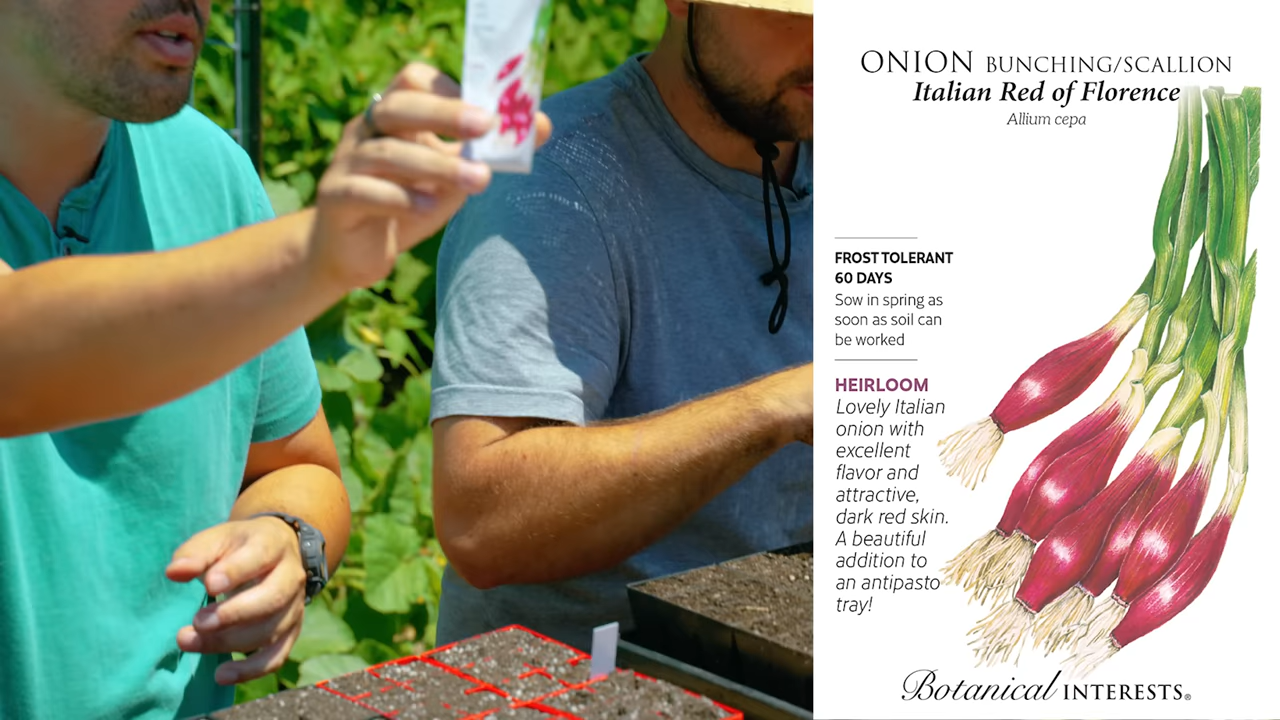 ONION BUNCHING/SCALLION
Italian Red of Florence
Allium cepa
FROST TOLERANT
60 DAYS
Sow in spring as
soon as soil can
be worked
HEIRLOOM
Lovely Italian
onion with
excellent
flavor and
attractive,
dark red skin.
A beautiful
addition to
an antipasto
tray!
Botanical INTERESTS®